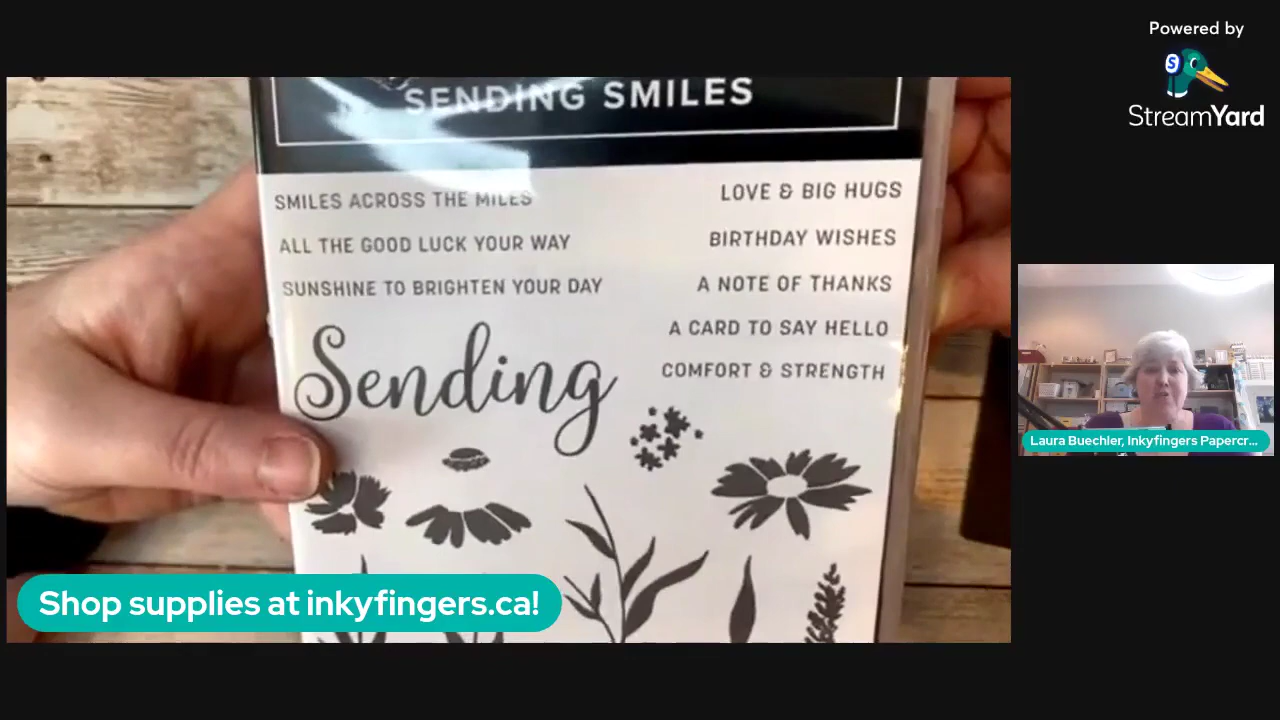 Powered by
StreamYard
SENDING SMILES
SMILES ACROSS THE MILES
ALL THE GOOD LUCK YOUR WAY
SUNSHINE TO BRIGHTEN YOUR DAY
Sending
LOVE & BIG HUGS
BIRTHDAY WISHES
A NOTE OF THANKS
A CARD TO SAY HELLO
COMFORT & STRENGTH
Laura Buechler, Inkyfingers Papercr...
Shop supplies at inkyfingers.ca!